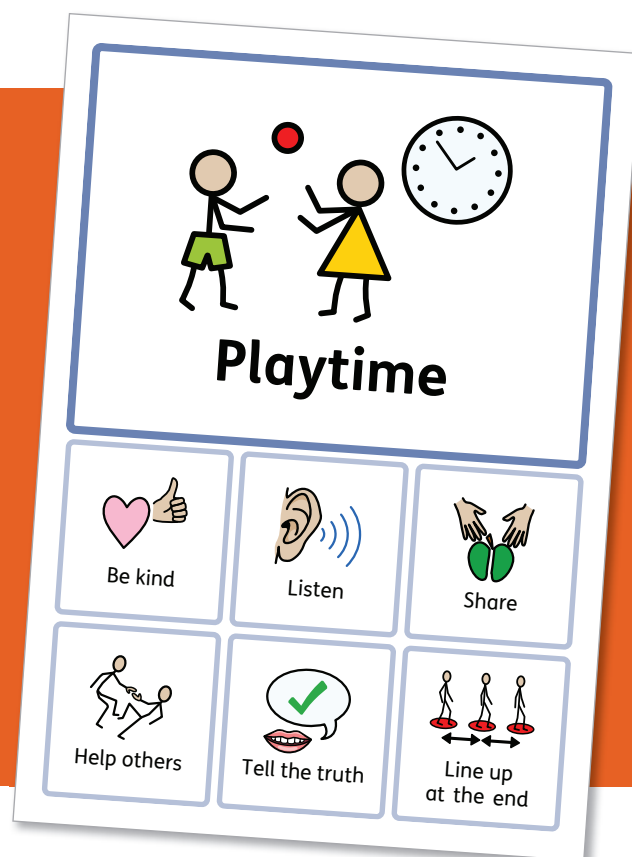 Playtime
Be kind
Listen
Share
Help others
Tell the truth
Line up
at the end